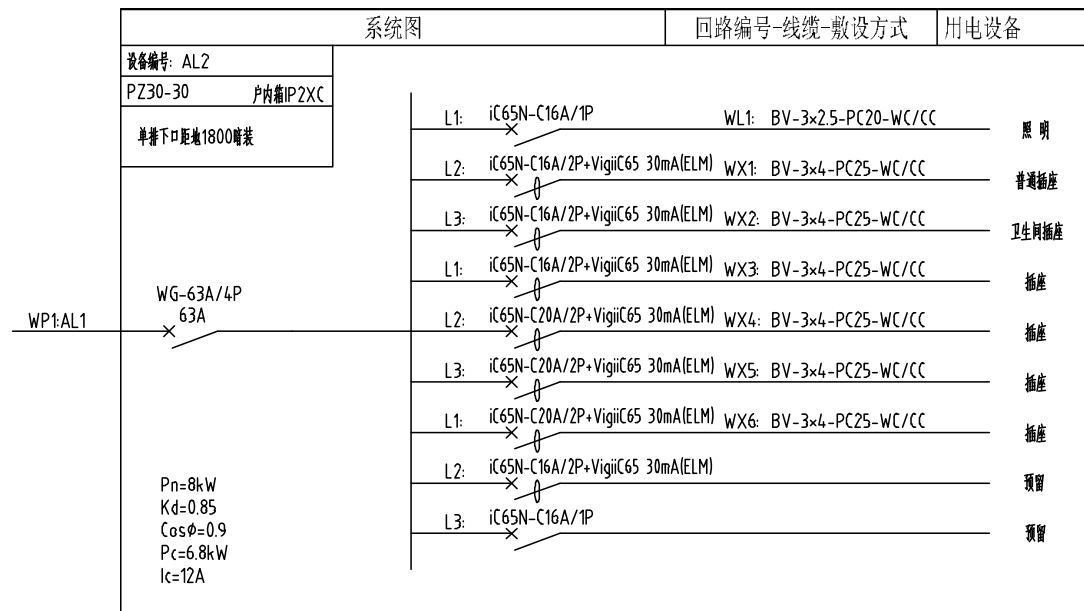 系统图 回路编号-线缆-敷设方式 用电设备
设备编号: AL2
PZ30-30 户内箱IP2XC
单排下口距地1800暗装
L1: iC65N-C16A/1P WL1: BV-3×2.5-PC20-WC/CC 照 明
L2: iC65N-C16A/2P+VigiiC65 30mA(ELM) WX1: BV-3×4-PC25-WC/CC 普通插座
L3: iC65N-C16A/2P+VigiiC65 30mA(ELM) WX2: BV-3×4-PC25-WC/CC 卫生间插座
L1: iC65N-C16A/2P+VigiiC65 30mA(ELM) WX3: BV-3×4-PC25-WC/CC 插座
WG-63A/4P
63A
WP1:AL1
L2: iC65N-C20A/2P+VigiiC65 30mA(ELM) WX4: BV-3×4-PC25-WC/CC 插座
L3: iC65N-C20A/2P+VigiiC65 30mA(ELM) WX5: BV-3×4-PC25-WC/CC 插座
L1: iC65N-C20A/2P+VigiiC65 30mA(ELM) WX6: BV-3×4-PC25-WC/CC 插座
L2: iC65N-C16A/2P+VigiiC65 30mA(ELM) 预留
L3: iC65N-C16A/1P 预留
Pn=8kW
Kd=0.85
Cosφ=0.9
Pc=6.8kW
Ic=12A